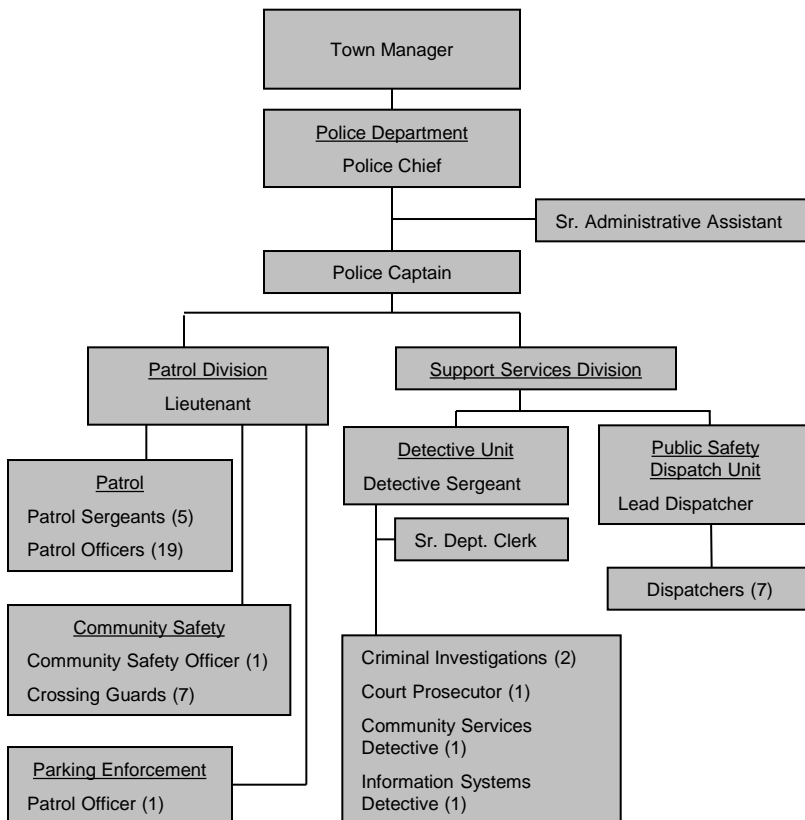 Town Manager
Police Department
Police Chief
Sr. Administrative Assistant
Police Captain
Patrol Division
Lieutenant
Support Services Division
Patrol
Patrol Sergeants (5)
Patrol Officers (19)
Detective Unit
Detective Sergeant
Public Safety
Dispatch Unit
Lead Dispatcher
Sr. Dept. Clerk
Dispatchers (7)
Community Safety
Community Safety Officer (1)
Crossing Guards (7)
Criminal Investigations (2)
Court Prosecutor (1)
Community Services
Detective (1)
Information Systems
Detective (1)
Parking Enforcement
Patrol Officer (1)